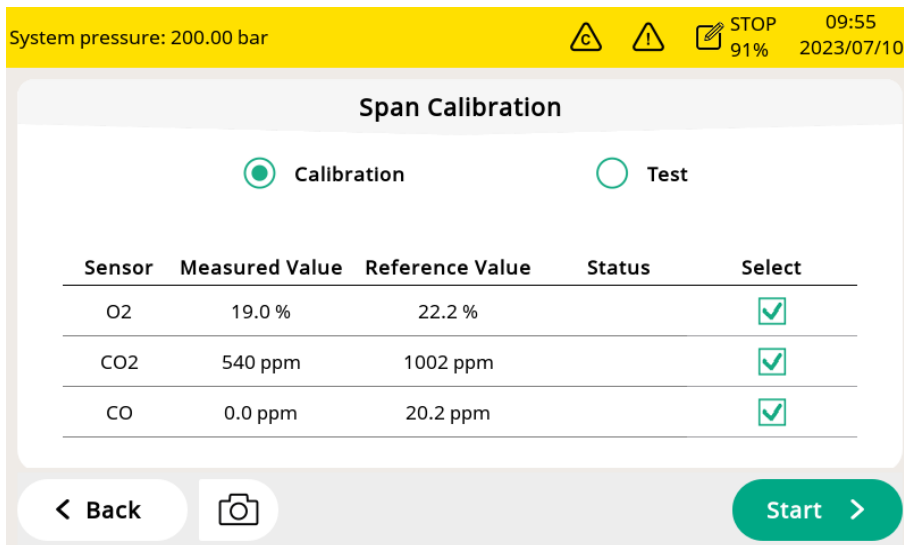 System pressure: 200.00 bar
C
!
STOP
91%
09:55
2023/07/10
Span Calibration
Calibration
Test
Sensor Measured Value Reference Value Status Select
O2 19.0 % 22.2 %
CO2 540 ppm 1002 ppm
CO 0.0 ppm 20.2 ppm
Back
Start